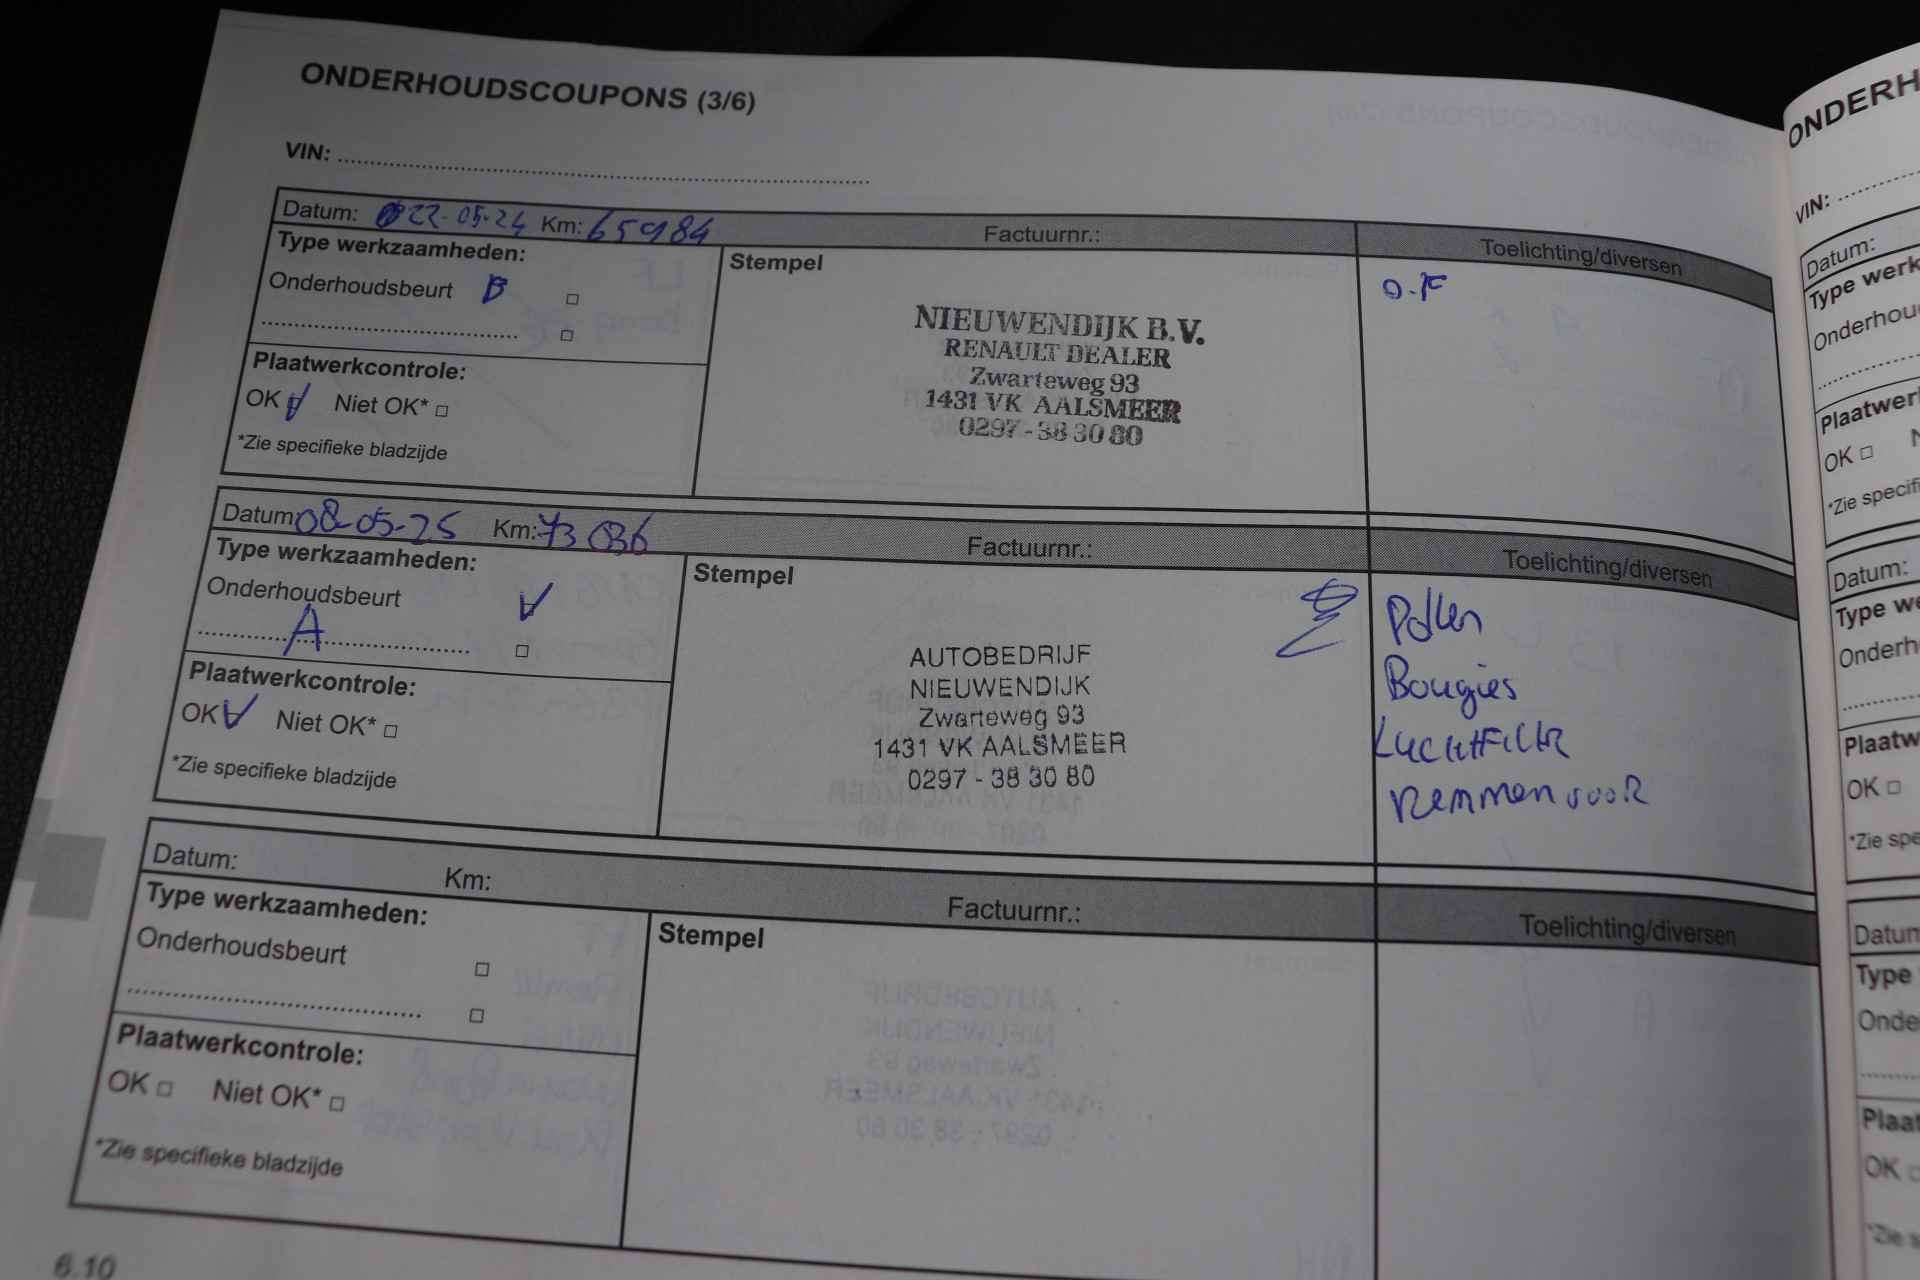 ONDERHOUDSCOUPONS (3/6)
VIN:
Datum: 22-05-24 Km: 65984 Factuurnr.: Toelichting/diversen
Type werkzaamheden:
Onderhoudsbeurt B
Stempel
O.F
NIEUWENDIJK B.V.
RENAULT DEALER
Zwarteweg 93
1431 VK AALSMEER
0297 - 38 30 80
Plaatwerkcontrole:
OK V Niet OK*
*Zie specifieke bladzijde
Datum 08-05-25 Km: 73036 Factuurnr.: Toelichting/diversen
Type werkzaamheden:
Onderhoudsbeurt V
A
Stempel
AUTOBEDRIJF
NIEUWENDIJK
Zwarteweg 93
1431 VK AALSMEER
0297 - 38 30 80
Pollen
Bougies
Luchtfilter
Remmen voor
Plaatwerkcontrole:
OK V Niet OK*
*Zie specifieke bladzijde
Datum: Km: Factuurnr.: Toelichting/diversen
Type werkzaamheden:
Onderhoudsbeurt
Stempel
Plaatwerkcontrole:
OK Niet OK*
*Zie specifieke bladzijde
6.10
ONDERH
VIN:
Datum:
Type werk
Onderhou
Plaatwer
OK N
*Zie specif
Datum:
Type we
Onderh
Plaatw
OK
*Zie spe
Datum
Type
Onde
Plaat
OK
*Zie s